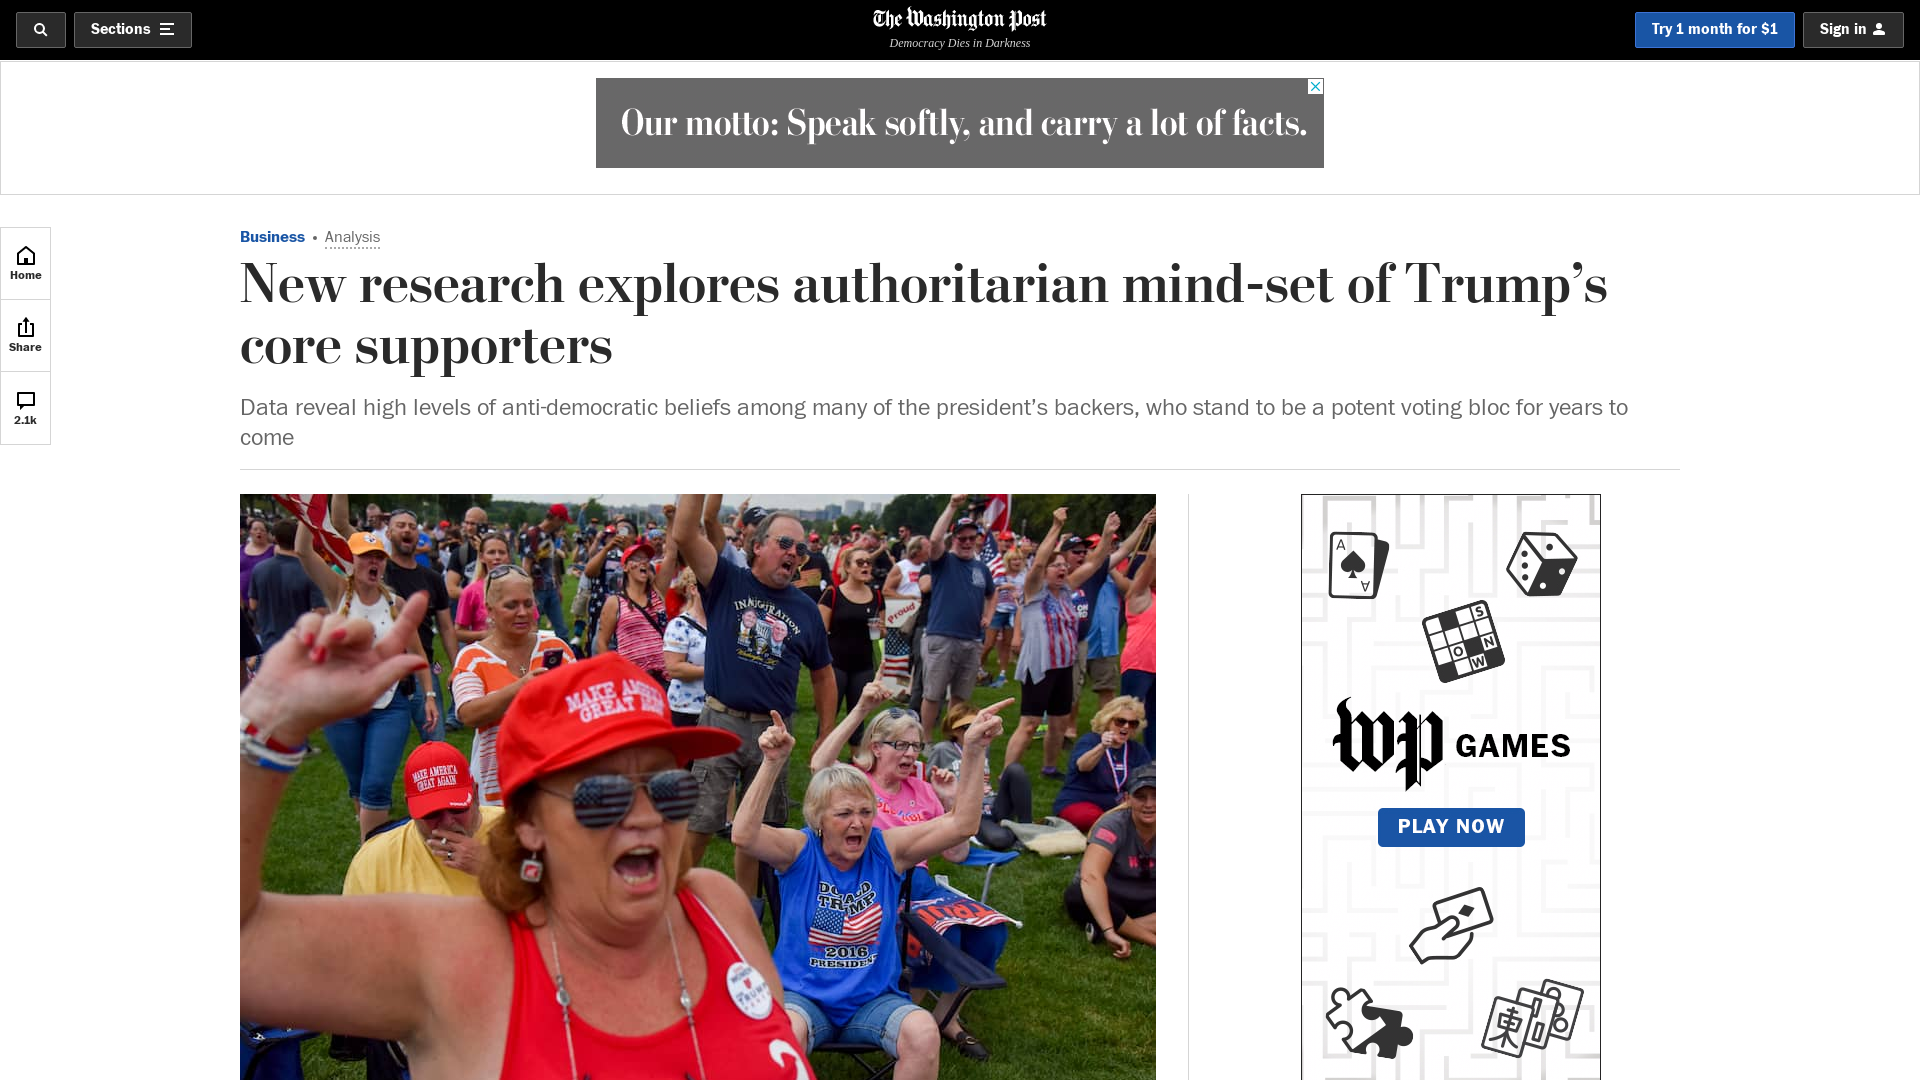 Sections
The Washington Post
Democracy Dies in Darkness
Try 1 month for $1
Sign in
Our motto: Speak softly, and carry a lot of facts.
Home
Share
2.1k
Business • Analysis
New research explores authoritarian mind-set of Trump’s
core supporters
Data reveal high levels of anti-democratic beliefs among many of the president’s backers, who stand to be a potent voting bloc for years to
come
INAUGURATION
Proud
MAKE AMERICA
GREAT AGAIN
DONALD
TRUMP
2016
PRESIDENT
TRUMP
A
A
S
N
O
W
wp GAMES
PLAY NOW
東